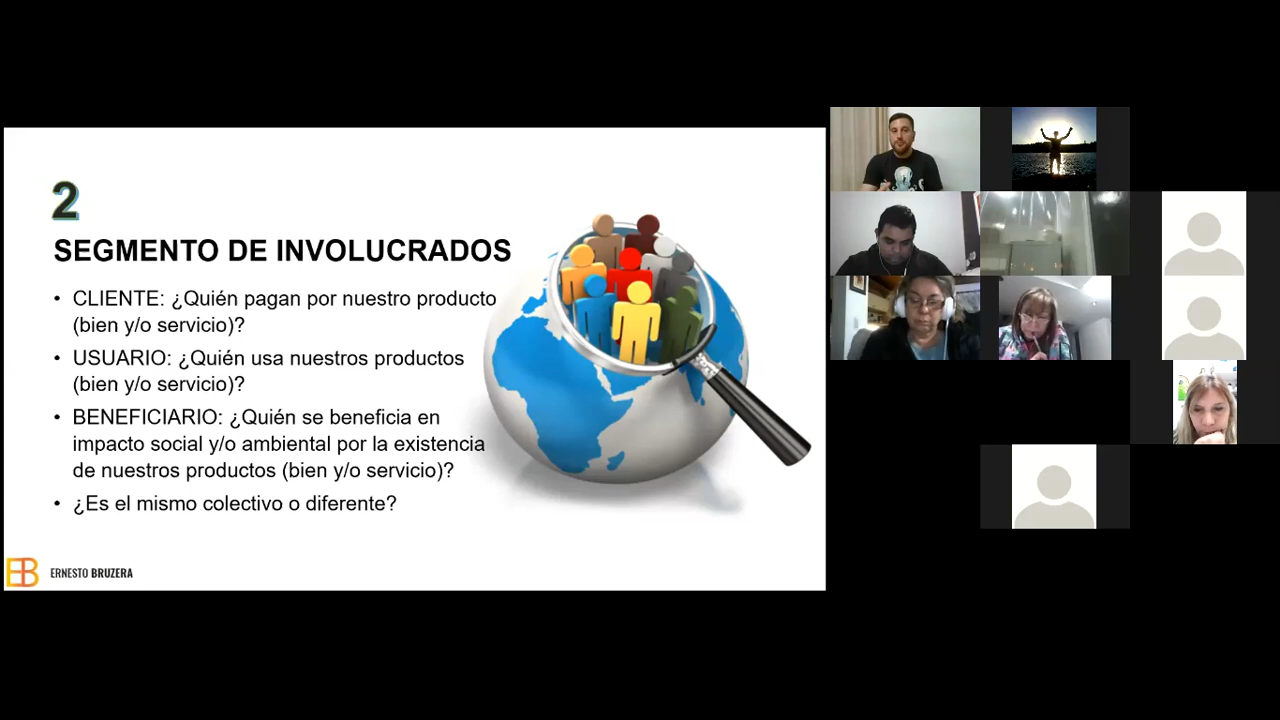 2
SEGMENTO DE INVOLUCRADOS
• CLIENTE: ¿Quién pagan por nuestro producto
(bien y/o servicio)?
• USUARIO: ¿Quién usa nuestros productos
(bien y/o servicio)?
• BENEFICIARIO: ¿Quién se beneficia en
impacto social y/o ambiental por la existencia
de nuestros productos (bien y/o servicio)?
• ¿Es el mismo colectivo o diferente?
EB ERNESTO BRUZERA